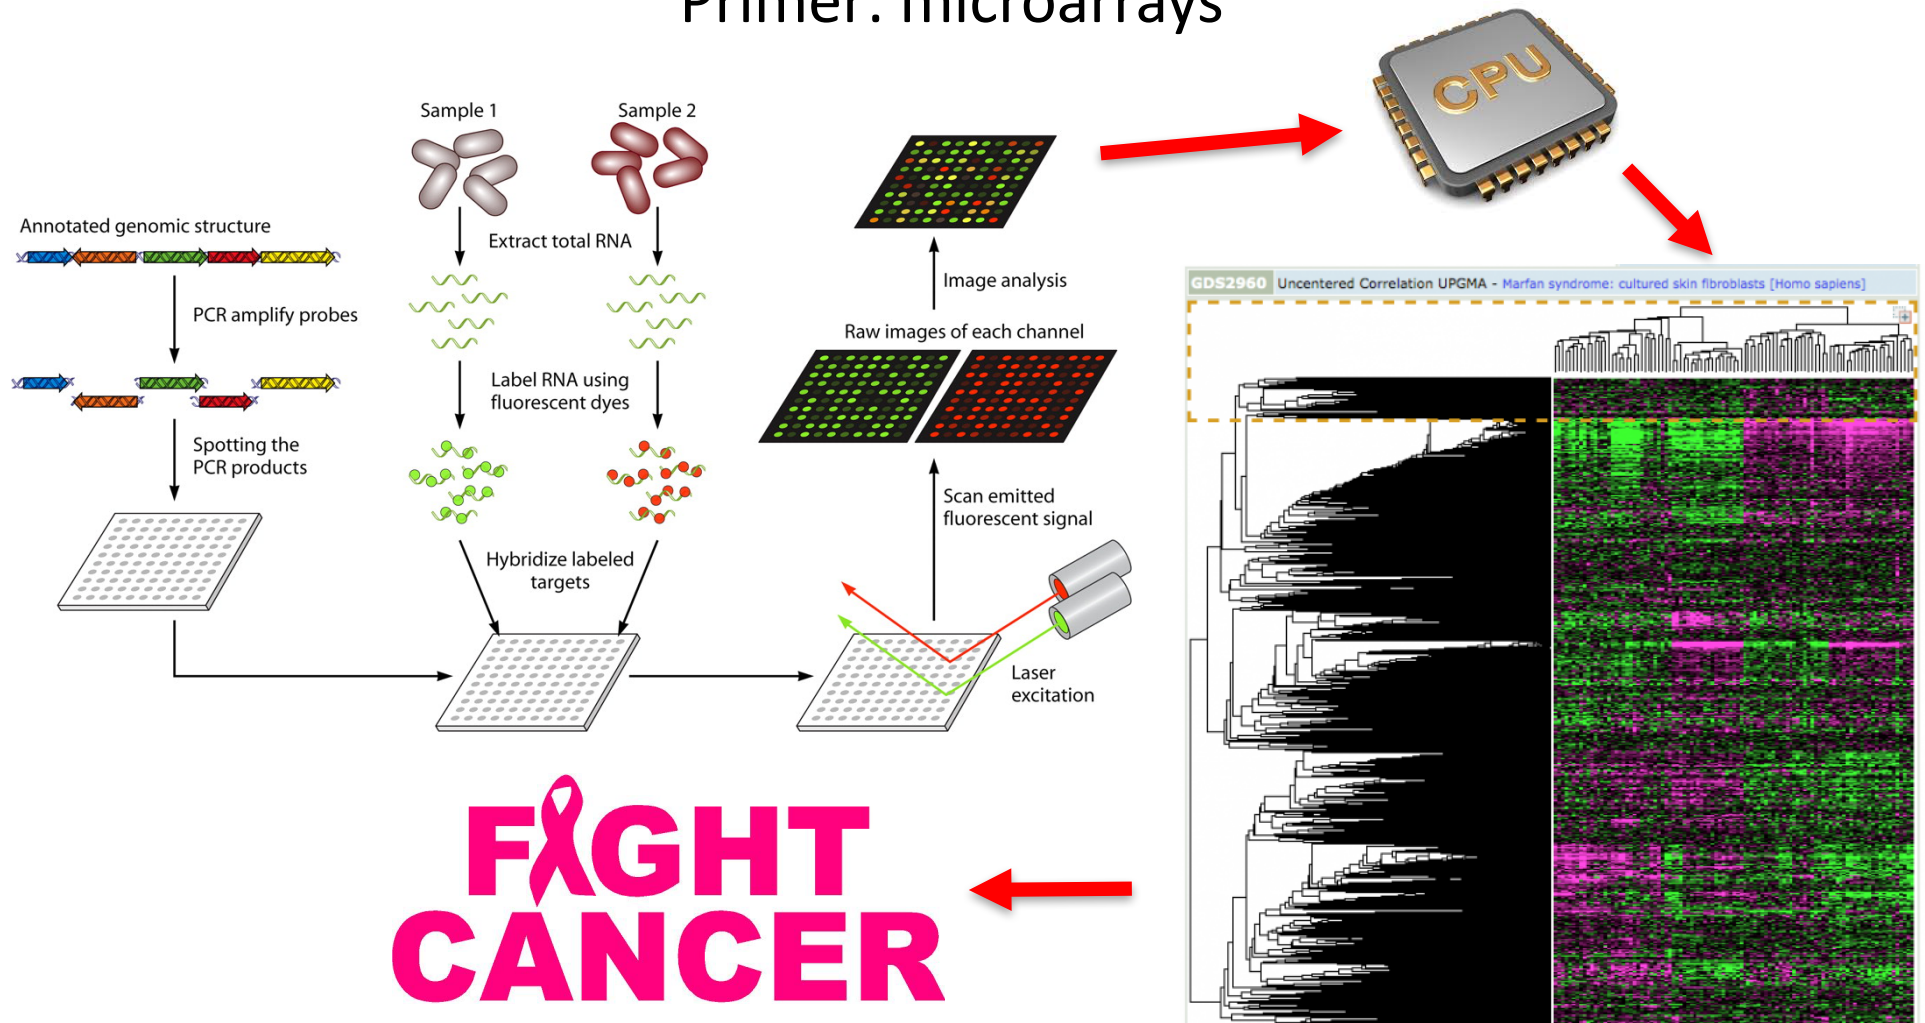 Primer: microarrays
CPU
Sample 1
Sample 2
Annotated genomic structure
Extract total RNA
PCR amplify probes
Image analysis
Raw images of each channel
Label RNA using
fluorescent dyes
Spotting the
PCR products
Scan emitted
fluorescent signal
Hybridize labeled
targets
Laser
excitation
GDS2960 Uncentered Correlation UPGMA - Marfan syndrome: cultured skin fibroblasts [Homo sapiens]
FIGHT
CANCER